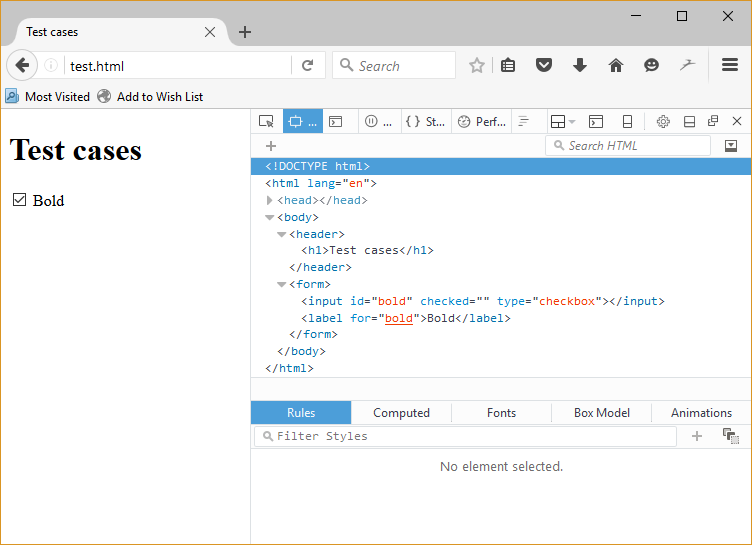 Test cases
test.html
Search
Most Visited
Add to Wish List
Test cases
Bold
...
...
{ } St...
Perf...
Search HTML
<!DOCTYPE html>
<html lang="en">
<head></head>
<body>
<header>
<h1>Test cases</h1>
</header>
<form>
<input id="bold" checked="" type="checkbox"></input>
<label for="bold">Bold</label>
</form>
</body>
</html>
Rules Computed Fonts Box Model Animations
Filter Styles
No element selected.